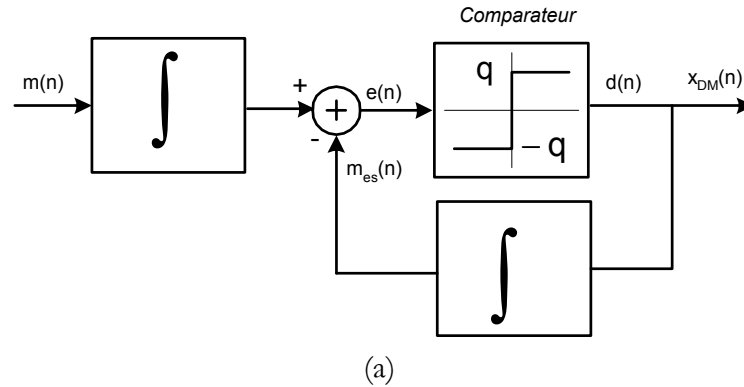 Comparateur
m(n)
∫
+
-
+
e(n)
q
– q
d(n)
x_DM(n)
m_es(n)
∫
(a)